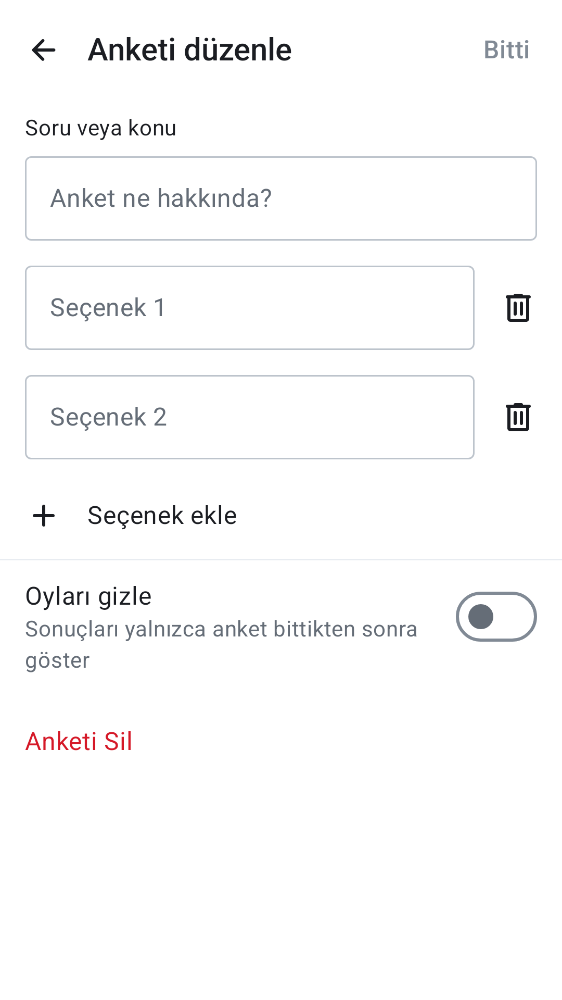 Anketi düzenle
Bitti
Soru veya konu
Anket ne hakkında?
Seçenek 1
Seçenek 2
Seçenek ekle
Oyları gizle
Sonuçları yalnızca anket bittikten sonra
göster
Anketi Sil